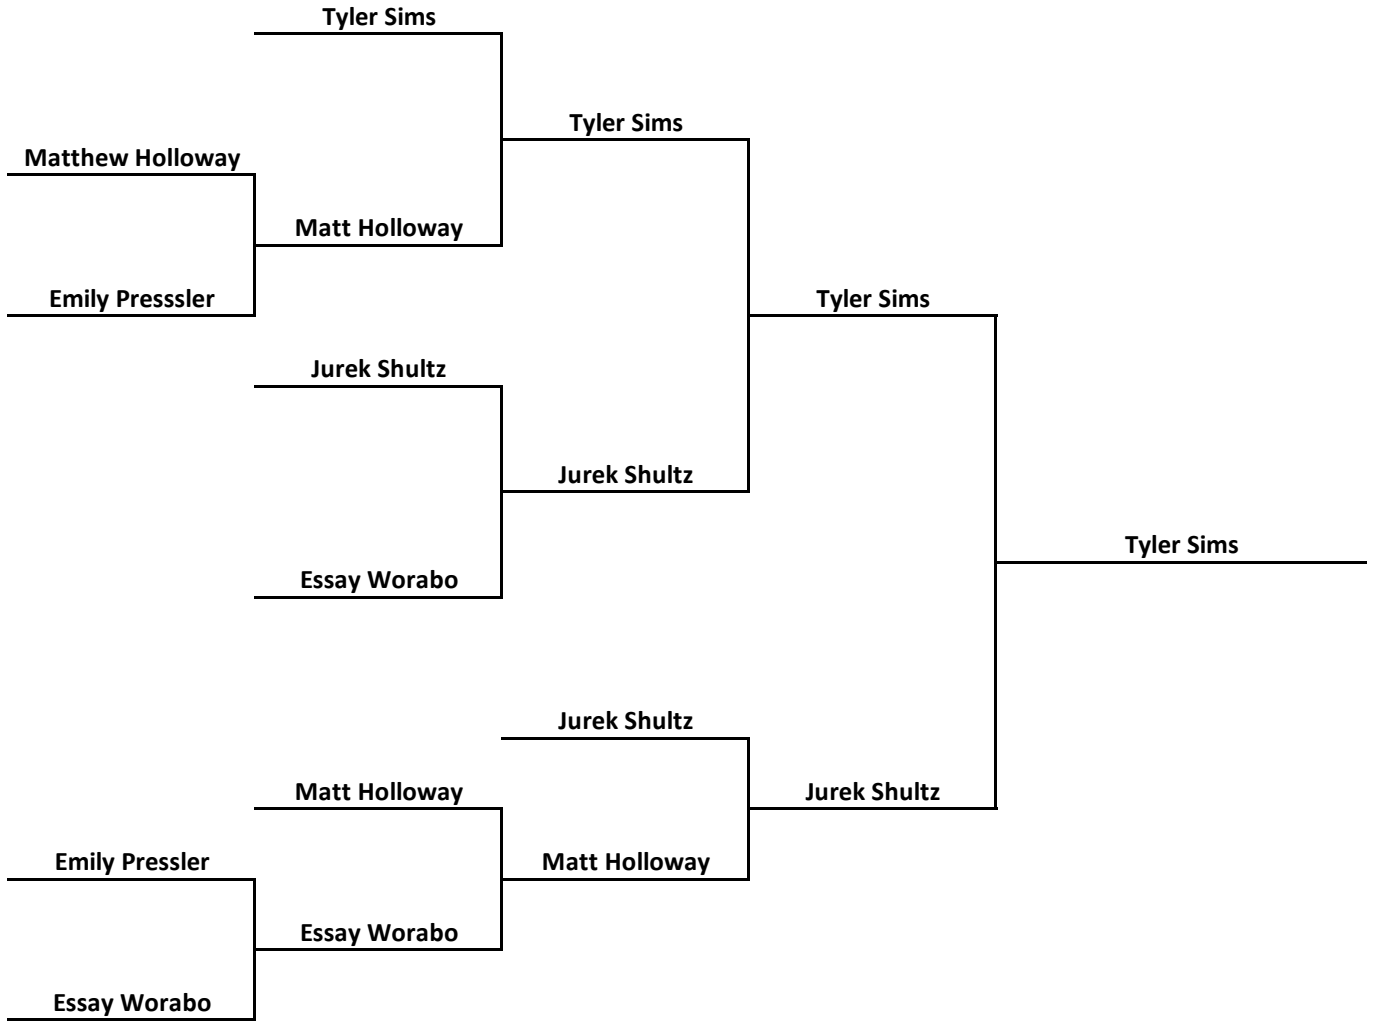 Tyler Sims
Tyler Sims
Matthew Holloway
Matt Holloway
Emily Presssler
Tyler Sims
Jurek Shultz
Jurek Shultz
Tyler Sims
Essay Worabo
Jurek Shultz
Matt Holloway
Jurek Shultz
Emily Pressler
Matt Holloway
Essay Worabo
Essay Worabo